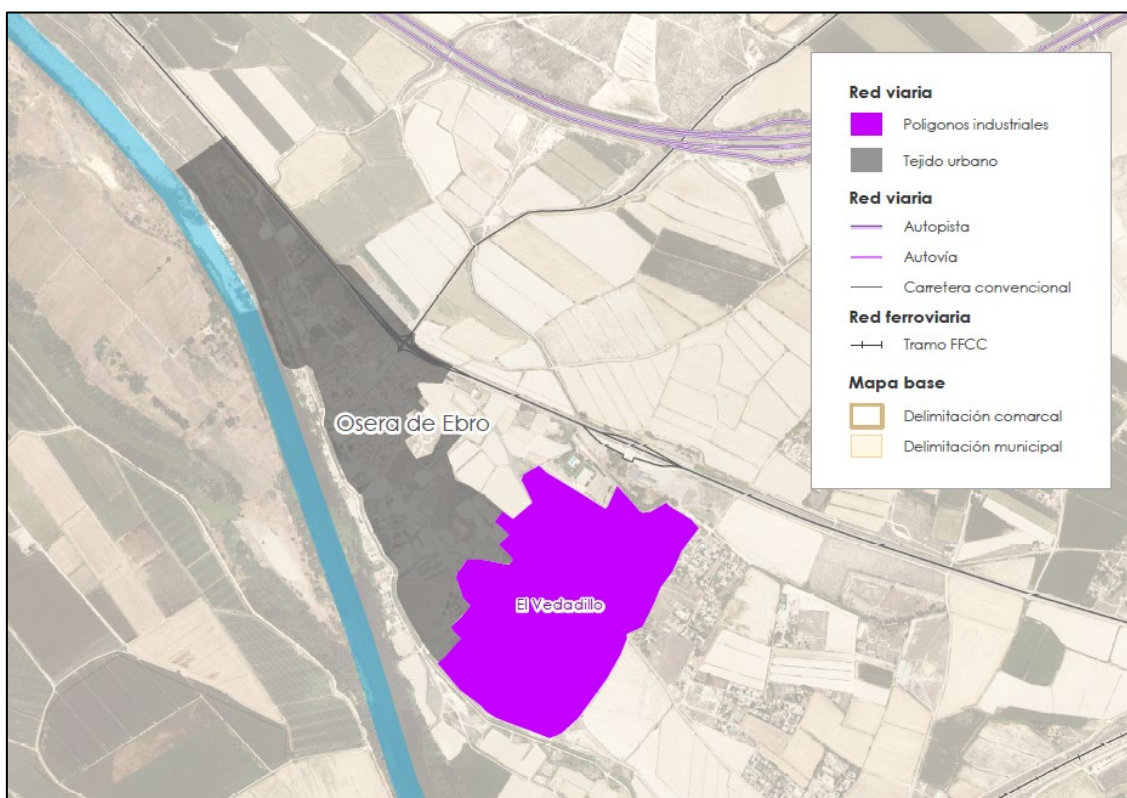 Red viaria
Poligonos industriales
Tejido urbano
Red viaria
Autopista
Autovía
Carretera convencional
Red ferroviaria
Tramo FFCC
Mapa base
Delimitación comarcal
Delimitación municipal
Osera de Ebro
El Vedadillo